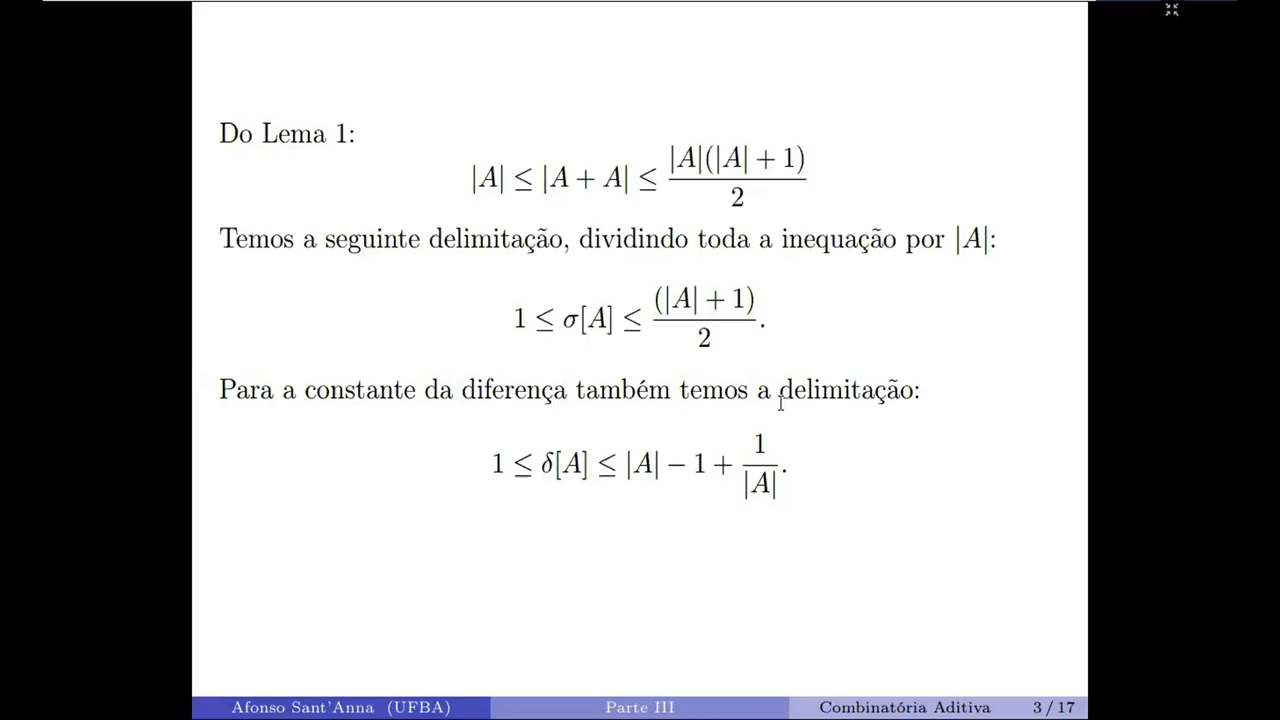 Do Lema 1:
|A| ≤ |A + A| ≤ |A|(|A| + 1) / 2
Temos a seguinte delimitação, dividindo toda a inequação por |A|:
1 ≤ σ[A] ≤ (|A| + 1) / 2.
Para a constante da diferença também temos a delimitação:
1 ≤ δ[A] ≤ |A| − 1 + 1 / |A|.
Afonso Sant'Anna (UFBA) Parte III Combinatória Aditiva 3 / 17